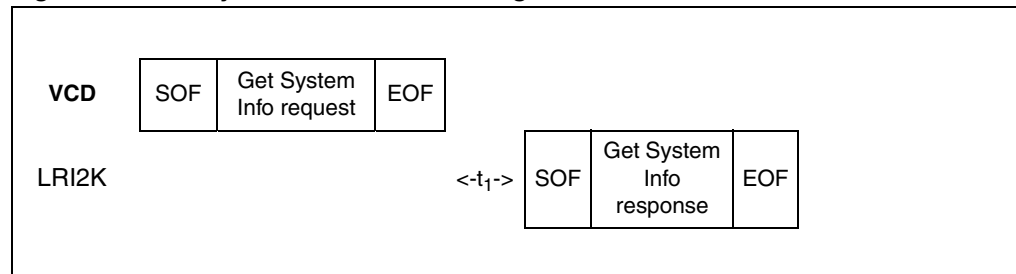 VCD
SOF
Get System
Info request
EOF
LRI2K
<-t₁->
SOF
Get System
Info
response
EOF